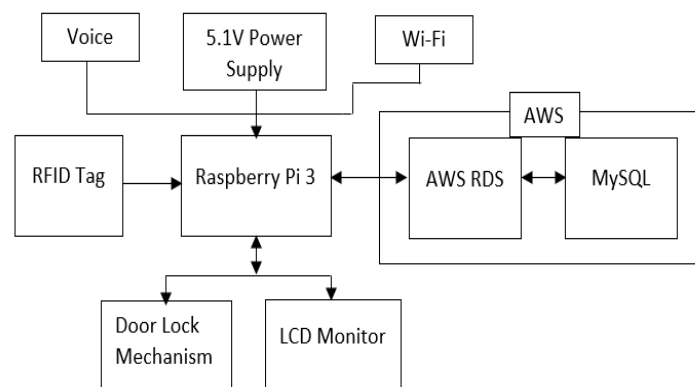 Voice
5.1V Power
Supply
Wi-Fi
AWS
RFID Tag
Raspberry Pi 3
AWS RDS
MySQL
Door Lock
Mechanism
LCD Monitor